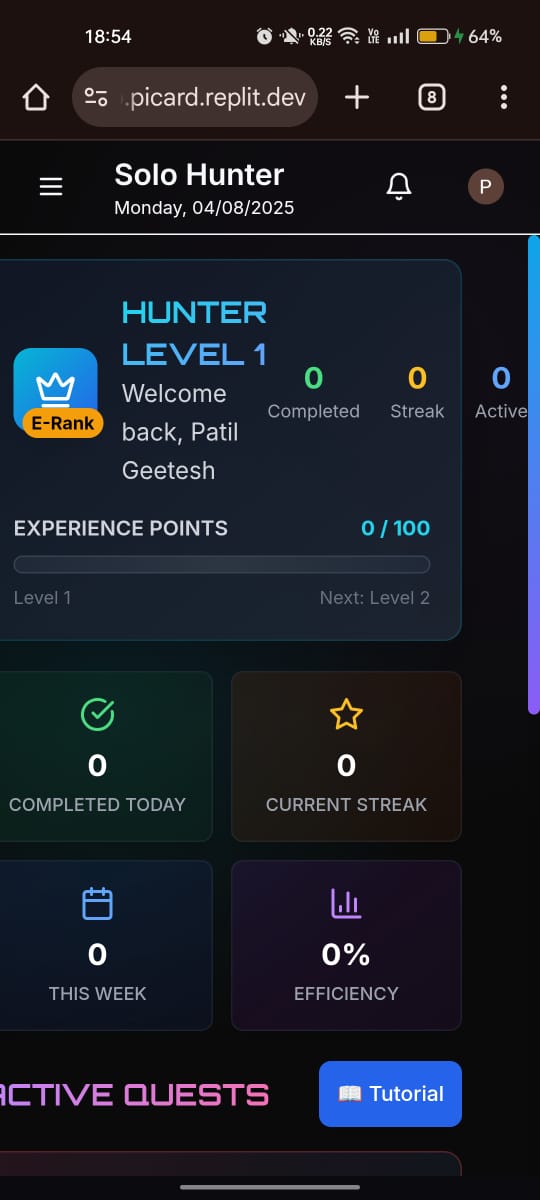 18:54
0.22
KB/S
Vo
LTE
64%
.picard.replit.dev
8
Solo Hunter
Monday, 04/08/2025
P
HUNTER
LEVEL 1
Welcome
back, Patil
Geetesh
E-Rank
0
Completed
0
Streak
0
Active
EXPERIENCE POINTS
0 / 100
Level 1
Next: Level 2
0
COMPLETED TODAY
0
CURRENT STREAK
0
THIS WEEK
0%
EFFICIENCY
ACTIVE QUESTS
📖 Tutorial